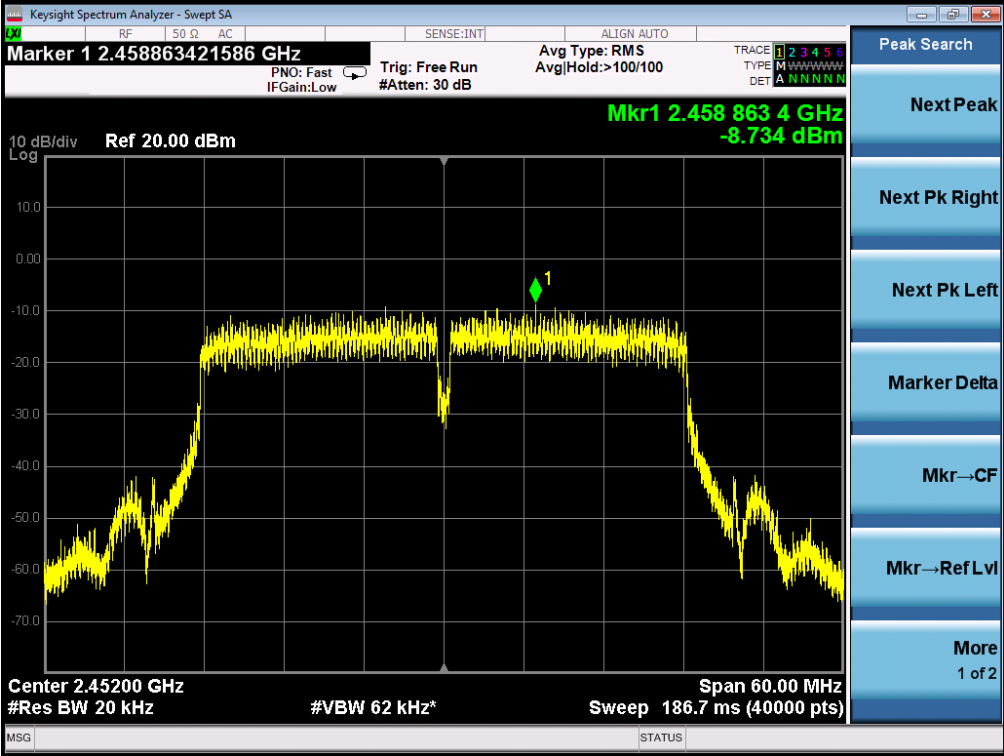 Keysight Spectrum Analyzer - Swept SA
LXI RF 50 Ω AC SENSE:INT ALIGN AUTO
Marker 1 2.458863421586 GHz
PNO: Fast
IFGain:Low
Trig: Free Run
#Atten: 30 dB
Avg Type: RMS
Avg|Hold:>100/100
TRACE 1 2 3 4 5 6
TYPE M W W W W W
DET A N N N N N
Mkr1 2.458 863 4 GHz
-8.734 dBm
10 dB/div Ref 20.00 dBm
Log
10.0
0.00
-10.0
-20.0
-30.0
-40.0
-50.0
-60.0
-70.0
1
Center 2.45200 GHz Span 60.00 MHz
#Res BW 20 kHz #VBW 62 kHz* Sweep 186.7 ms (40000 pts)
MSG STATUS
Peak Search
Next Peak
Next Pk Right
Next Pk Left
Marker Delta
Mkr→CF
Mkr→Ref Lvl
More
1 of 2